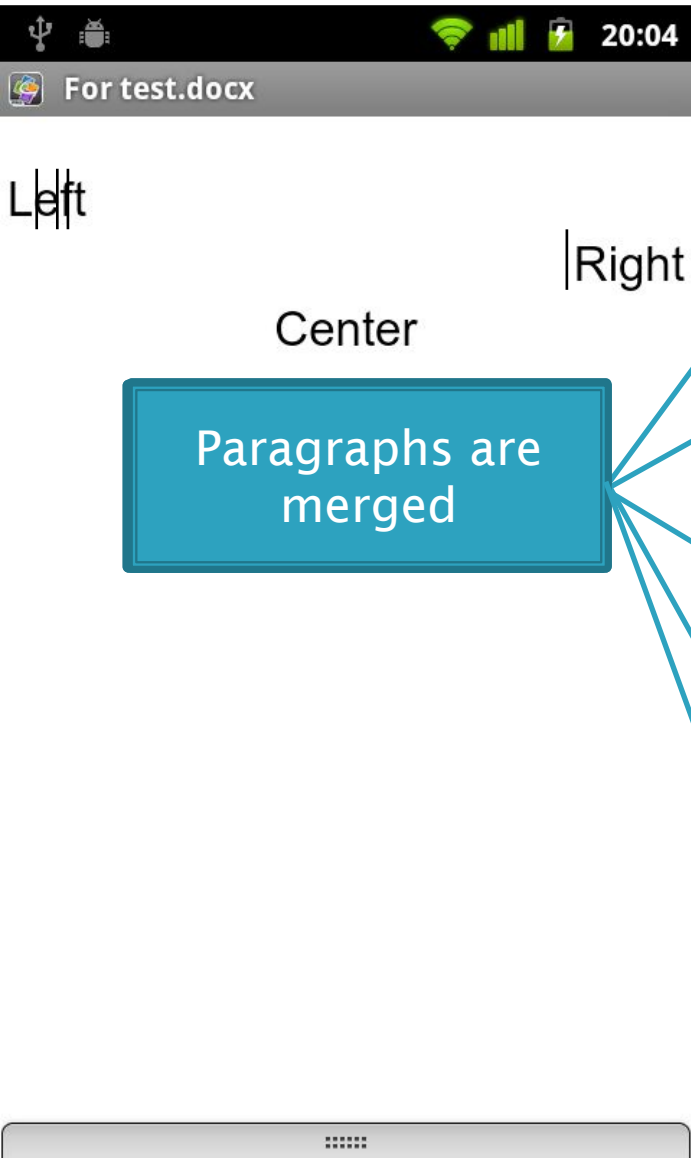 20:04
For test.docx
Left
Right
Center
Paragraphs are
merged